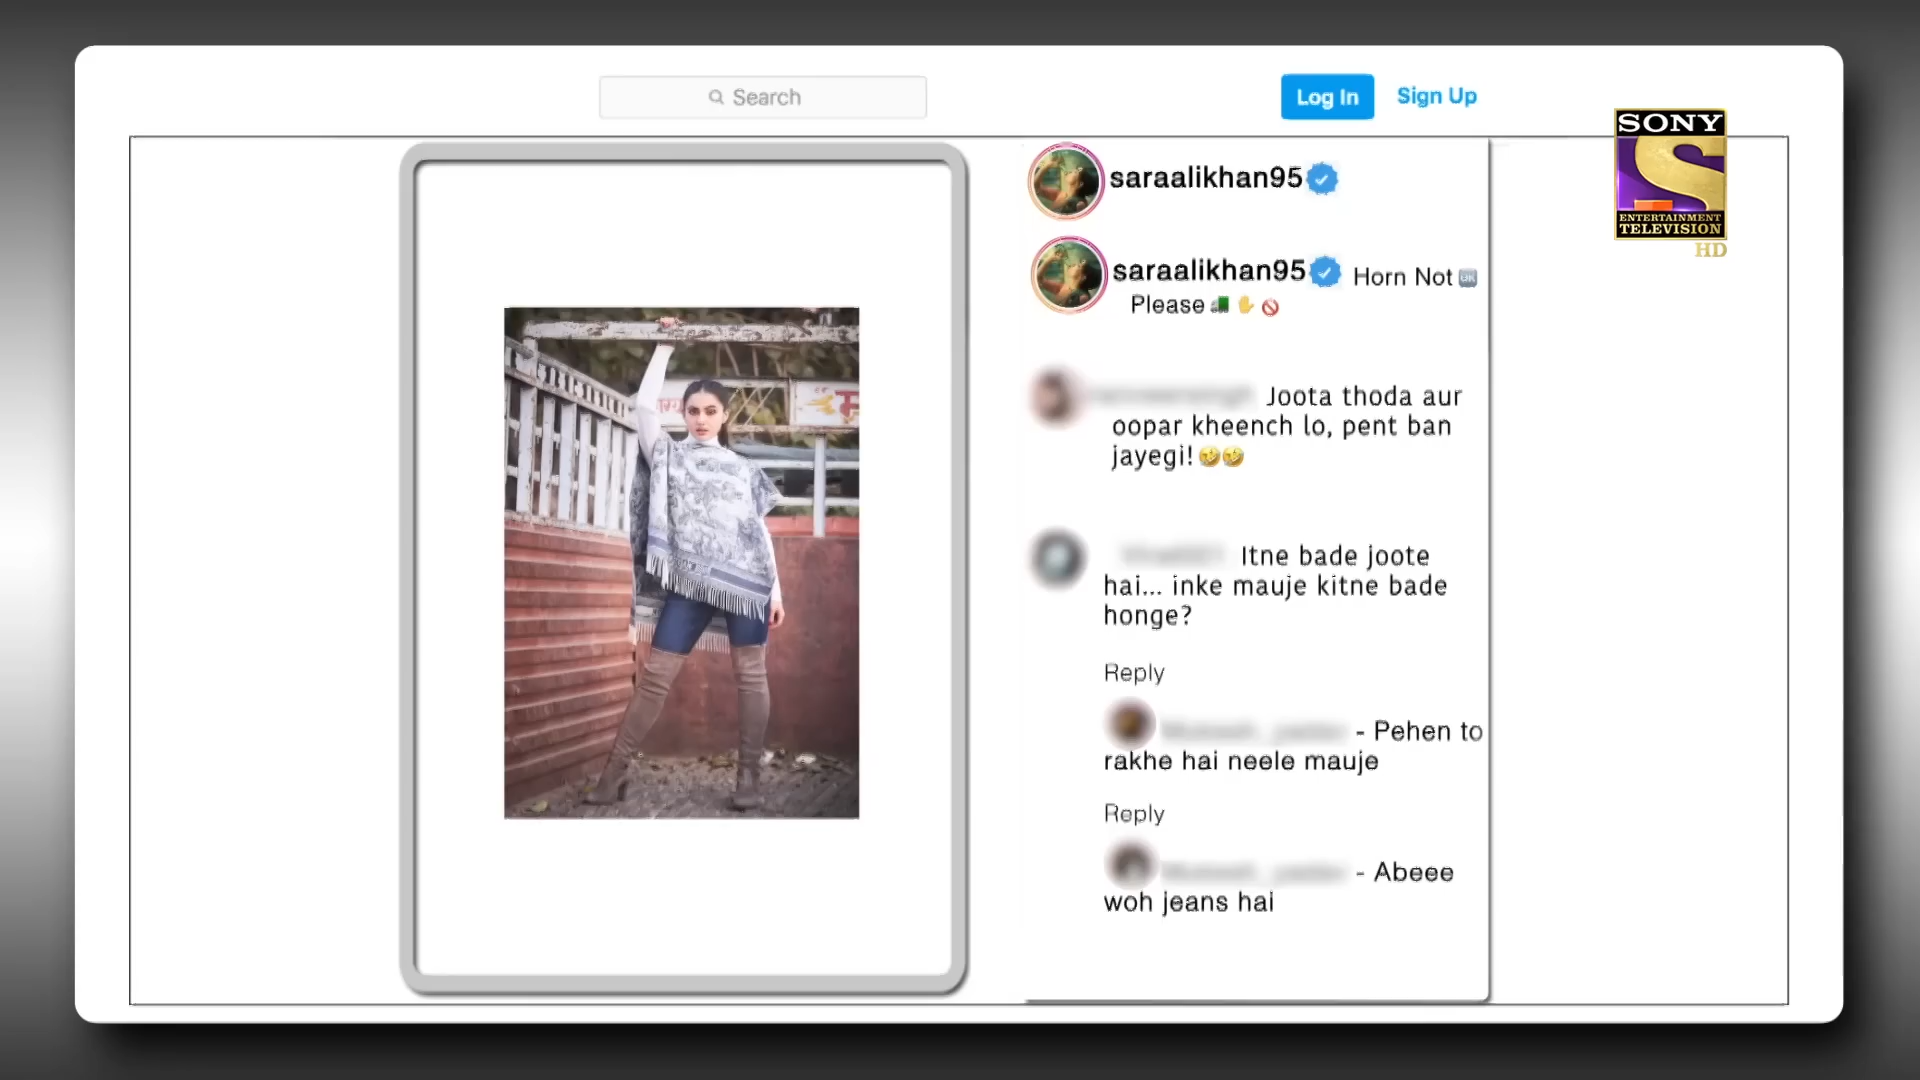 Search
Log In
Sign Up
SONY
ENTERTAINMENT
TELEVISION
HD
saraalikhan95
saraalikhan95 Horn Not 🆗
Please 🚛 ✋ 🚫
Joota thoda aur
oopar kheench lo, pent ban
jayegi! 🤣🤣
Itne bade joote
hai... inke mauje kitne bade
honge?
Reply
- Pehen to
rakhe hai neele mauje
Reply
- Abeee
woh jeans hai